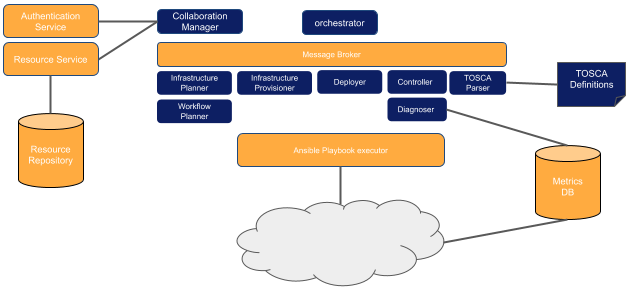 Authentication
Service
Collaboration
Manager
orchestrator
Resource Service
Message Broker
Infrastructure
Planner
Infrastructure
Provisioner
Deployer
Controller
TOSCA
Parser
TOSCA
Definitions
Workflow
Planner
Diagnoser
Resource
Repository
Ansible Playbook executor
Metrics
DB